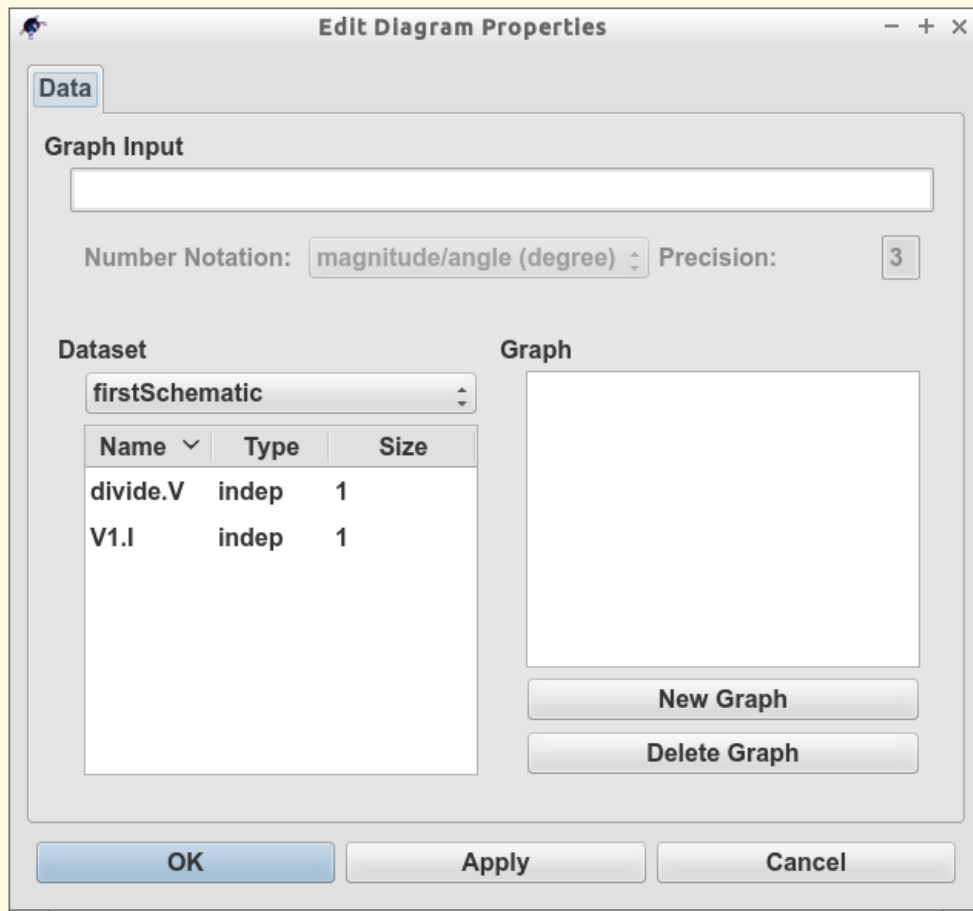 Edit Diagram Properties
Data
Graph Input
Number Notation: magnitude/angle (degree) Precision: 3
Dataset
firstSchematic
Name Type Size
divide.V indep 1
V1.I indep 1
Graph
New Graph
Delete Graph
OK Apply Cancel